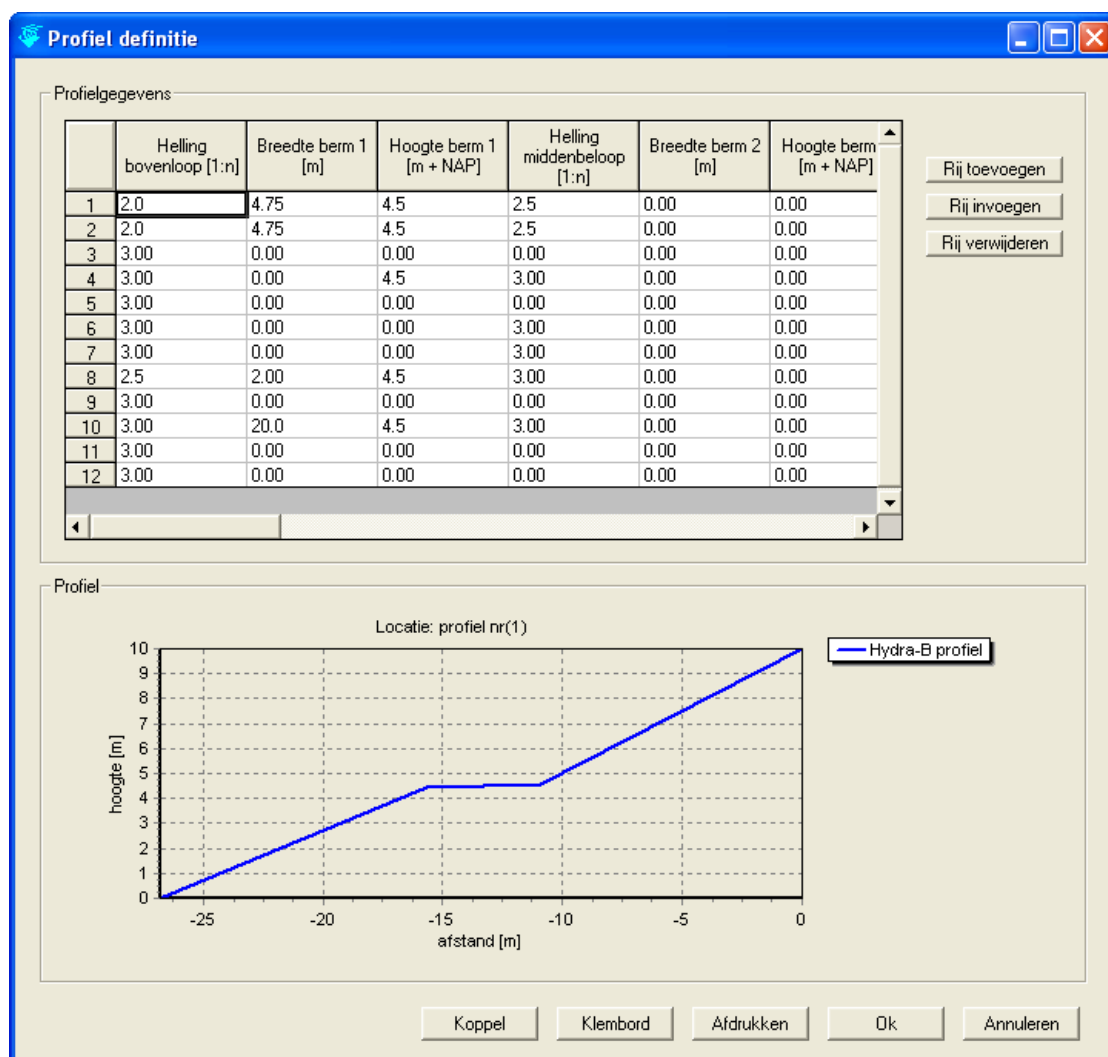 Profiel definitie
Profielgegevens
Helling bovenloop [1:n] Breedte berm 1 [m] Hoogte berm 1 [m + NAP] Helling middenbeloop [1:n] Breedte berm 2 [m] Hoogte berm [m + NAP]
1 2.0 4.75 4.5 2.5 0.00 0.00
2 2.0 4.75 4.5 2.5 0.00 0.00
3 3.00 0.00 0.00 0.00 0.00 0.00
4 3.00 0.00 4.5 3.00 0.00 0.00
5 3.00 0.00 0.00 0.00 0.00 0.00
6 3.00 0.00 0.00 3.00 0.00 0.00
7 3.00 0.00 0.00 3.00 0.00 0.00
8 2.5 2.00 4.5 3.00 0.00 0.00
9 3.00 0.00 0.00 0.00 0.00 0.00
10 3.00 20.0 4.5 3.00 0.00 0.00
11 3.00 0.00 0.00 0.00 0.00 0.00
12 3.00 0.00 0.00 0.00 0.00 0.00
Rij toevoegen
Rij invoegen
Rij verwijderen
Profiel
Locatie: profiel nr(1)
Hydra-B profiel
hoogte [m]
10
9
8
7
6
5
4
3
2
1
0
-25 -20 -15 -10 -5 0
afstand [m]
Koppel Klembord Afdrukken Ok Annuleren